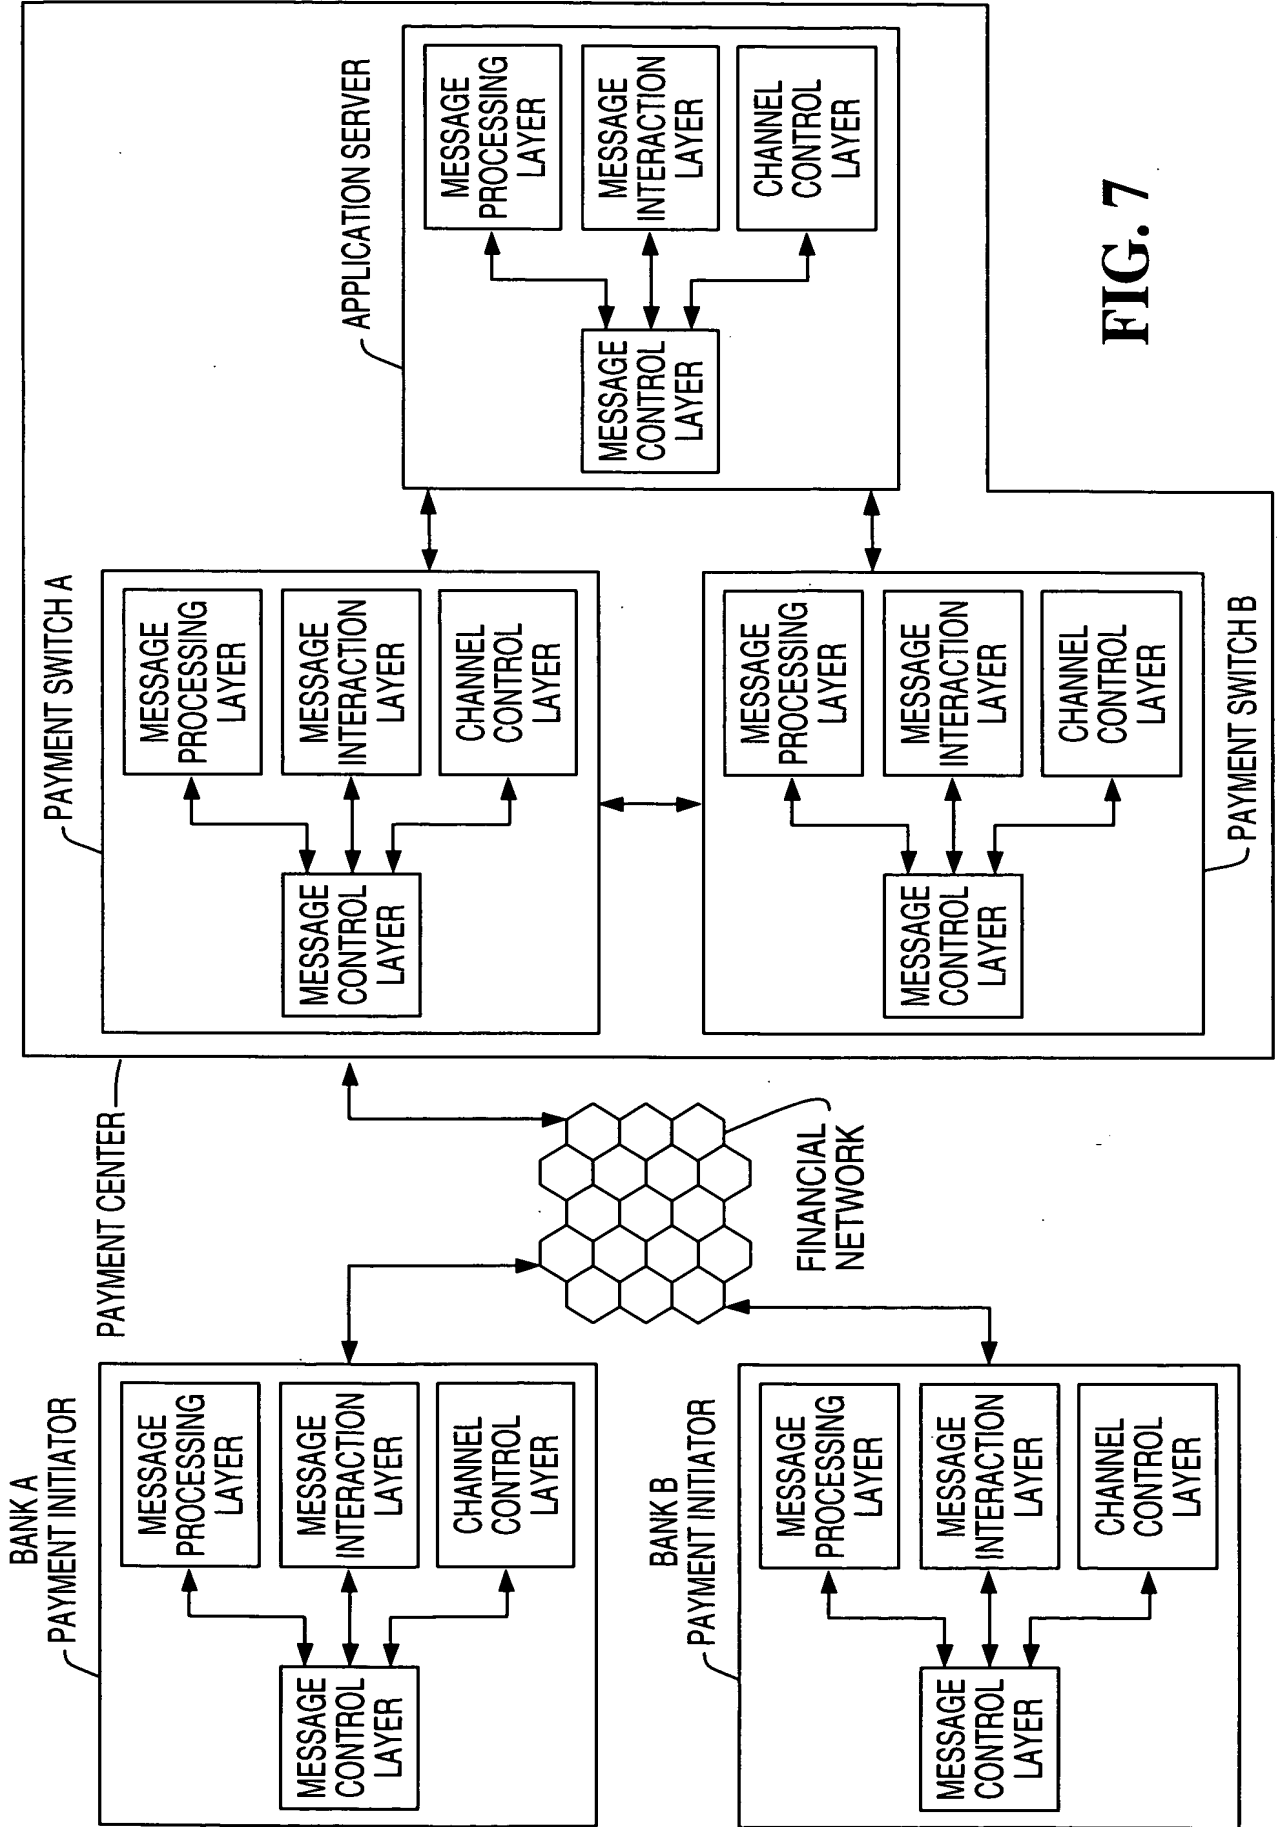 BANK A
PAYMENT INITIATOR
MESSAGE
CONTROL
LAYER
MESSAGE
PROCESSING
LAYER
MESSAGE
INTERACTION
LAYER
CHANNEL
CONTROL
LAYER
BANK B
PAYMENT INITIATOR
MESSAGE
CONTROL
LAYER
MESSAGE
PROCESSING
LAYER
MESSAGE
INTERACTION
LAYER
CHANNEL
CONTROL
LAYER
FINANCIAL
NETWORK
PAYMENT CENTER
PAYMENT SWITCH A
MESSAGE
CONTROL
LAYER
MESSAGE
PROCESSING
LAYER
MESSAGE
INTERACTION
LAYER
CHANNEL
CONTROL
LAYER
MESSAGE
CONTROL
LAYER
MESSAGE
PROCESSING
LAYER
MESSAGE
INTERACTION
LAYER
CHANNEL
CONTROL
LAYER
PAYMENT SWITCH B
APPLICATION SERVER
MESSAGE
CONTROL
LAYER
MESSAGE
PROCESSING
LAYER
MESSAGE
INTERACTION
LAYER
CHANNEL
CONTROL
LAYER
FIG. 7